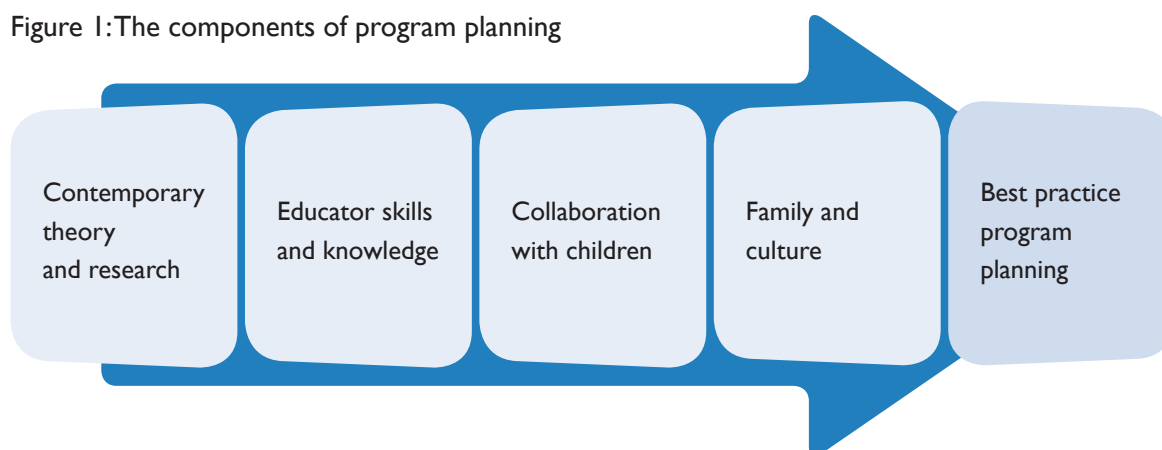 Figure 1: The components of program planning
Contemporary
theory
and research
Educator skills
and knowledge
Collaboration
with children
Family and
culture
Best practice
program
planning